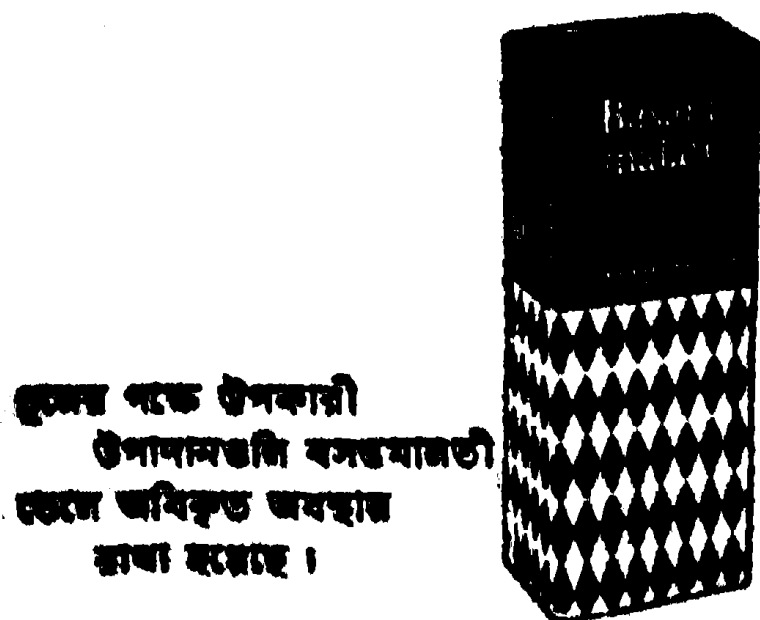 চুলের পক্ষে উপকারী
উপাদানগুলি বসন্তমালতী
তেলে অবিকৃত অবস্থায়
রাখা হয়েছে।